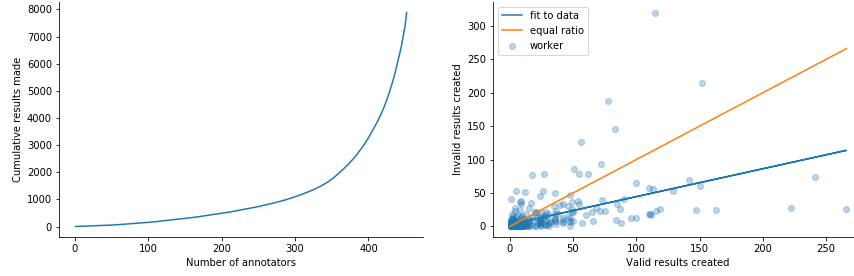 8000
7000
6000
5000
4000
3000
2000
1000
0
Cumulative results made
0 100 200 300 400
Number of annotators
fit to data
equal ratio
worker
300
250
200
150
100
50
0
Invalid results created
0 50 100 150 200 250
Valid results created